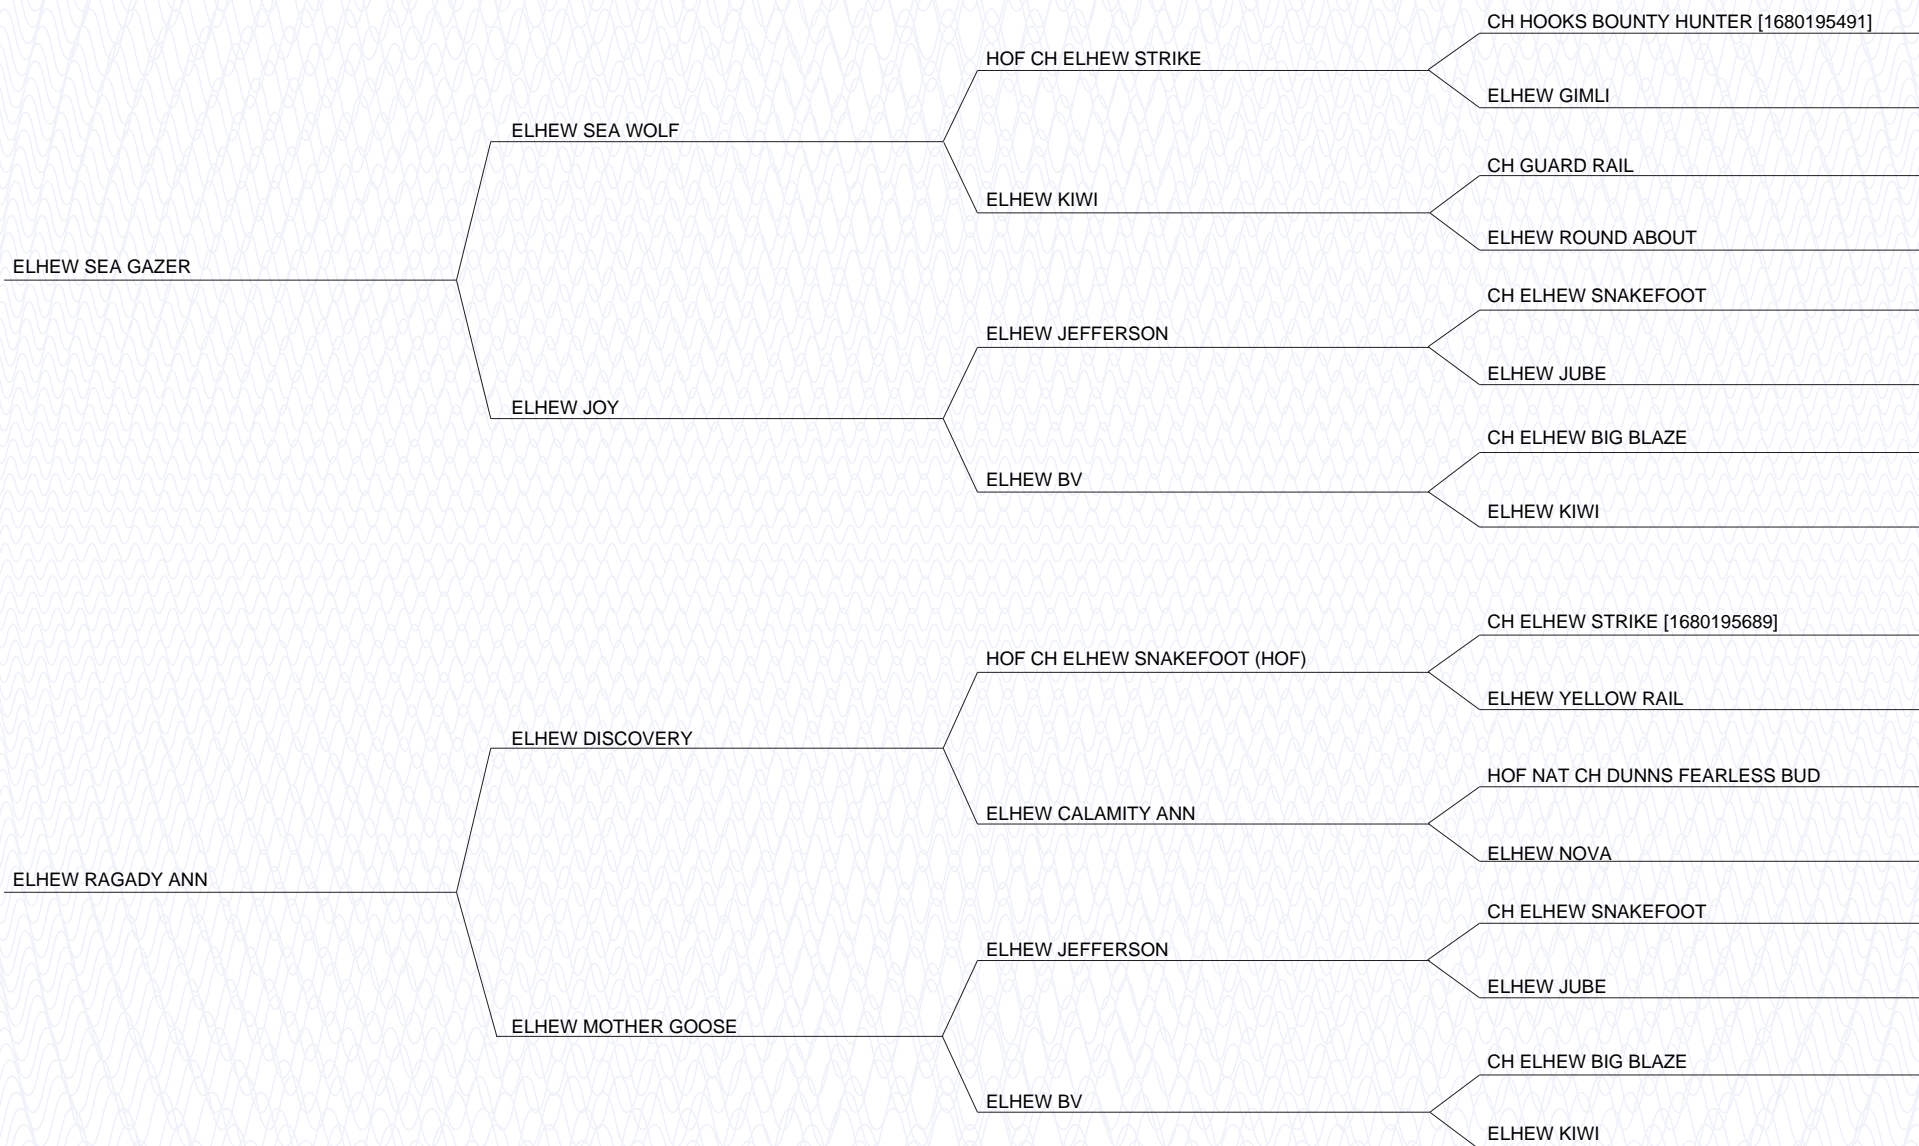 CH HOOKS BOUNTY HUNTER [1680195491]
HOF CH ELHEW STRIKE
ELHEW GIMLI
ELHEW SEA WOLF
CH GUARD RAIL
ELHEW KIWI
ELHEW ROUND ABOUT
ELHEW SEA GAZER
CH ELHEW SNAKEFOOT
ELHEW JEFFERSON
ELHEW JUBE
ELHEW JOY
CH ELHEW BIG BLAZE
ELHEW BV
ELHEW KIWI
CH ELHEW STRIKE [1680195689]
HOF CH ELHEW SNAKEFOOT (HOF)
ELHEW YELLOW RAIL
ELHEW DISCOVERY
HOF NAT CH DUNNS FEARLESS BUD
ELHEW CALAMITY ANN
ELHEW NOVA
ELHEW RAGADY ANN
CH ELHEW SNAKEFOOT
ELHEW JEFFERSON
ELHEW JUBE
ELHEW MOTHER GOOSE
CH ELHEW BIG BLAZE
ELHEW BV
ELHEW KIWI